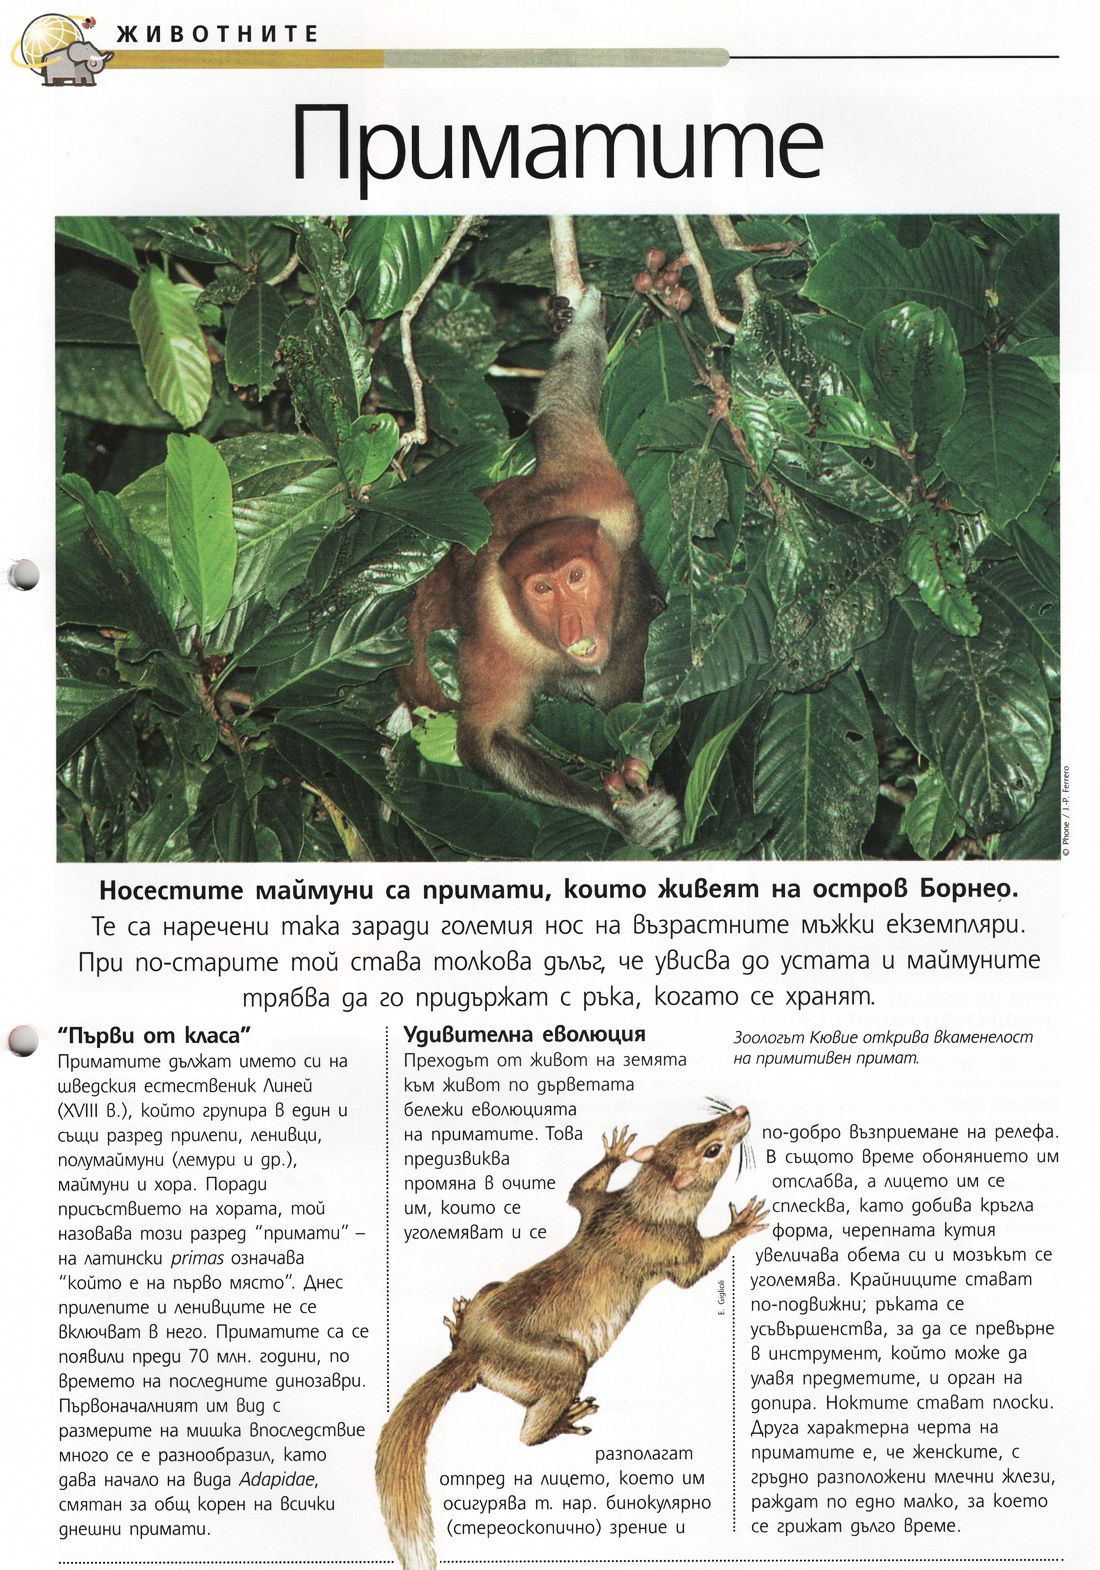 ЖИВОТНИТЕ
Приматите
© Phone / J.-P. Ferrero
Носестите маймуни са примати, които живеят на остров Борнео.
Те са наречени така заради големия нос на възрастните мъжки екземпляри.
При по-старите той става толкова дълъг, че увисва до устата и маймуните
трябва да го придържат с ръка, когато се хранят.
“Първи от класа”
Приматите дължат името си на
шведския естественик Линей
(XVIII в.), който групира в един и
същи разред прилепи, ленивци,
полумаймуни (лемури и др.),
маймуни и хора. Поради
присъствието на хората, той
назовава този разред “примати” –
на латински primas означава
“който е на първо място”. Днес
прилепите и ленивците не се
включват в него. Приматите са се
появили преди 70 млн. години, по
времето на последните динозаври.
Първоначалният им вид с
размерите на мишка впоследствие
много се е разнообразил, като
дава начало на вида Adapidae,
смятан за общ корен на всички
днешни примати.
Удивителна еволюция
Преходът от живот на земята
към живот по дърветата
бележи еволюцията
на приматите. Това
предизвиква
промяна в очите
им, които се
уголемяват и се
разполагат
отпред на лицето, което им
осигурява т. нар. бинокулярно
(стереоскопично) зрение и
Зоологът Кювие открива вкаменелост
на примитивен примат.
E. Giglioli
по-добро възприемане на релефа.
В същото време обонянието им
отслабва, а лицето им се
сплесква, като добива кръгла
форма, черепната кутия
увеличава обема си и мозъкът се
уголемява. Крайниците стават
по-подвижни; ръката се
усъвършенства, за да се превърне
в инструмент, който може да
улавя предметите, и орган на
допира. Ноктите стават плоски.
Друга характерна черта на
приматите е, че женските, с
гръдно разположени млечни жлези,
раждат по едно малко, за което
се грижат дълго време.